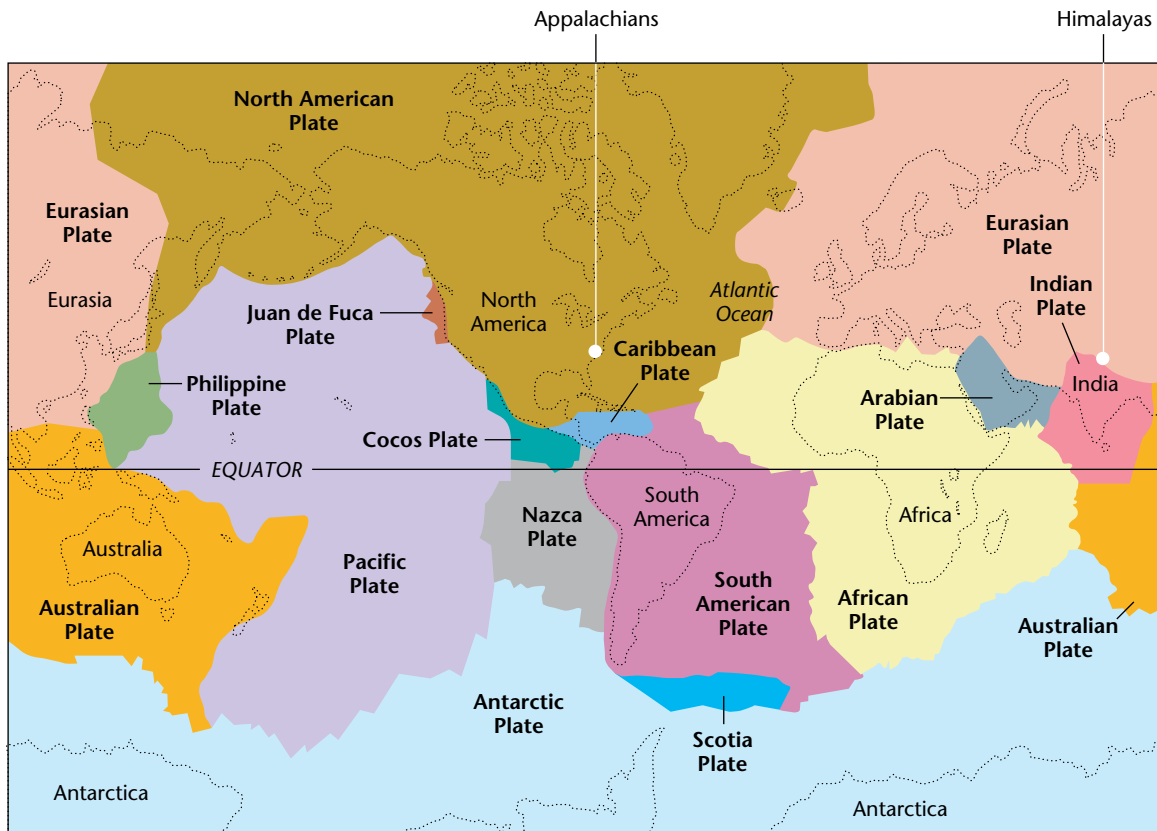 Appalachians
Himalayas
North American
Plate
Eurasian
Plate
Eurasian
Plate
Eurasia
Indian
Plate
Atlantic
Ocean
North
America
Juan de Fuca
Plate
Caribbean
Plate
Philippine
Plate
Arabian
Plate
India
Cocos Plate
EQUATOR
South
America
Nazca
Plate
Africa
Australia
Pacific
Plate
South
American
Plate
African
Plate
Australian
Plate
Australian
Plate
Antarctic
Plate
Scotia
Plate
Antarctica
Antarctica